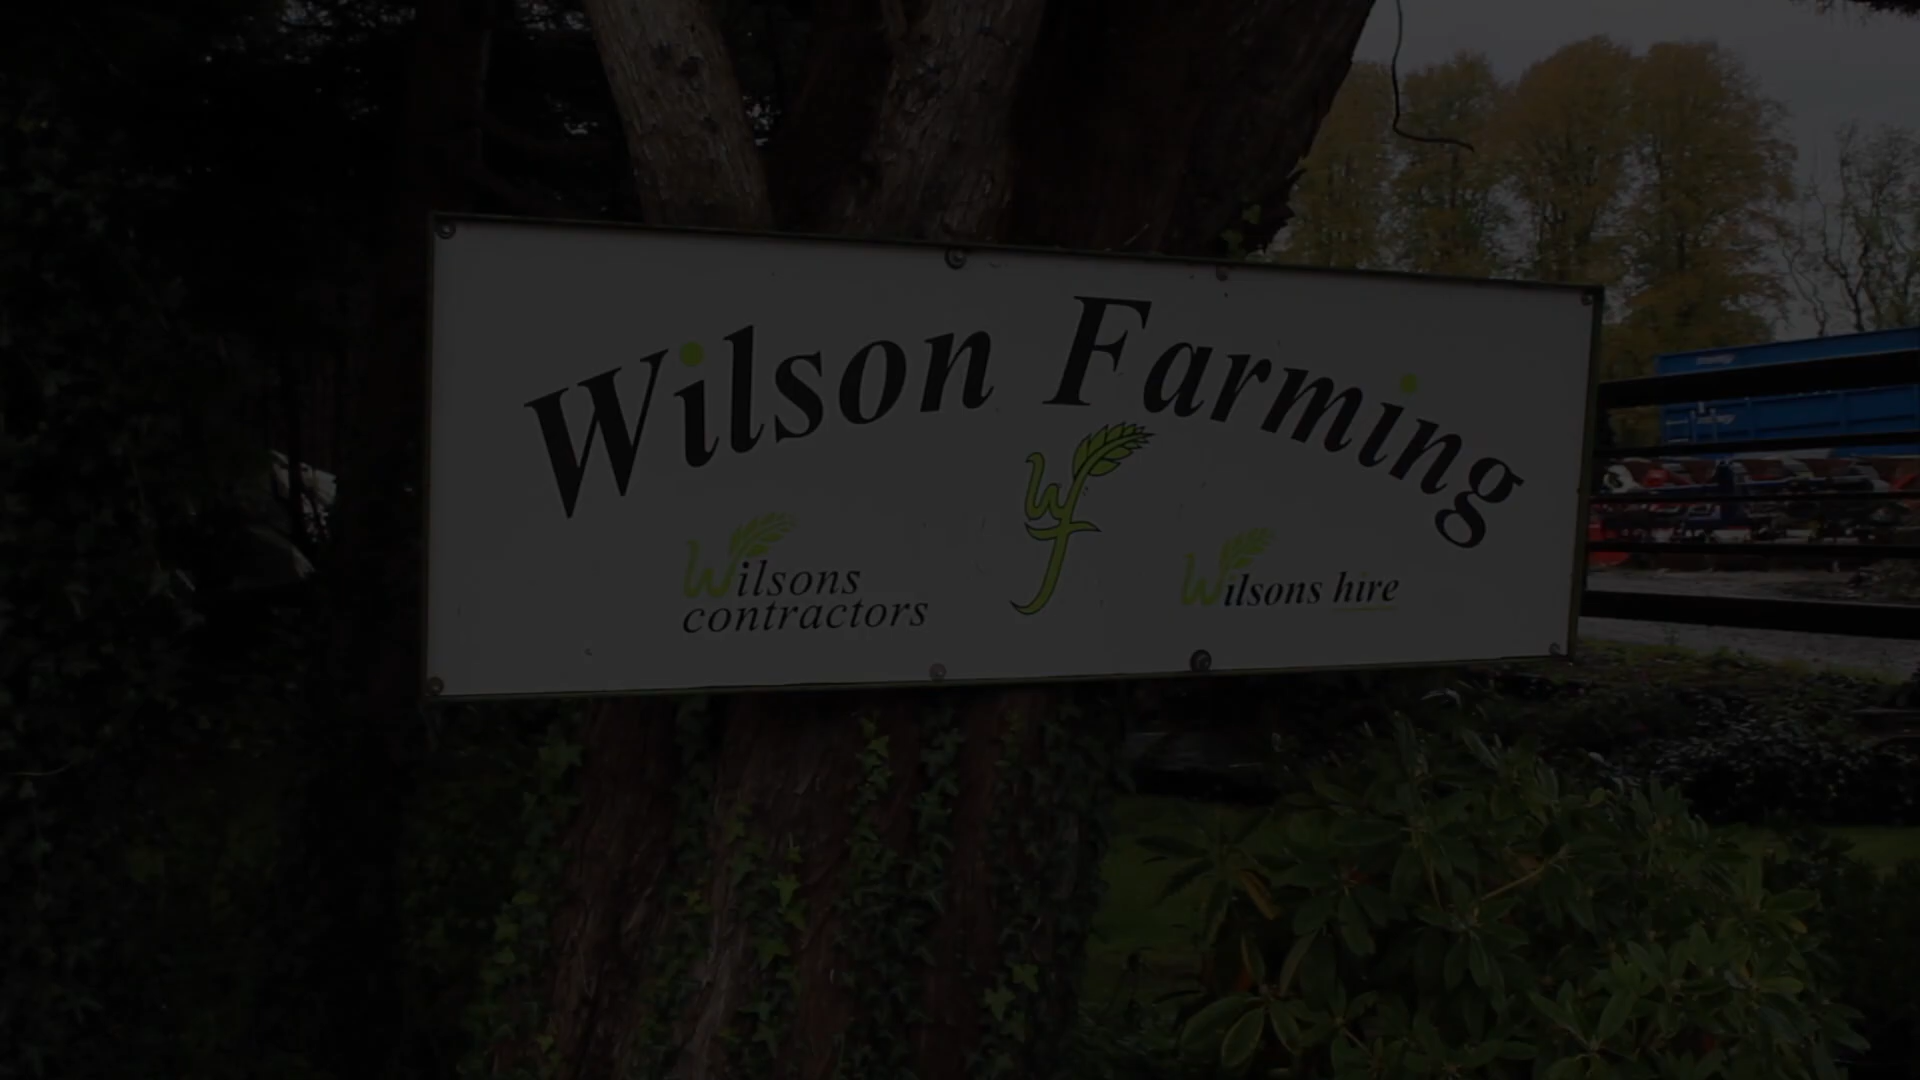 Wilson Farming
wf
Wilsons
contractors
Wilsons hire